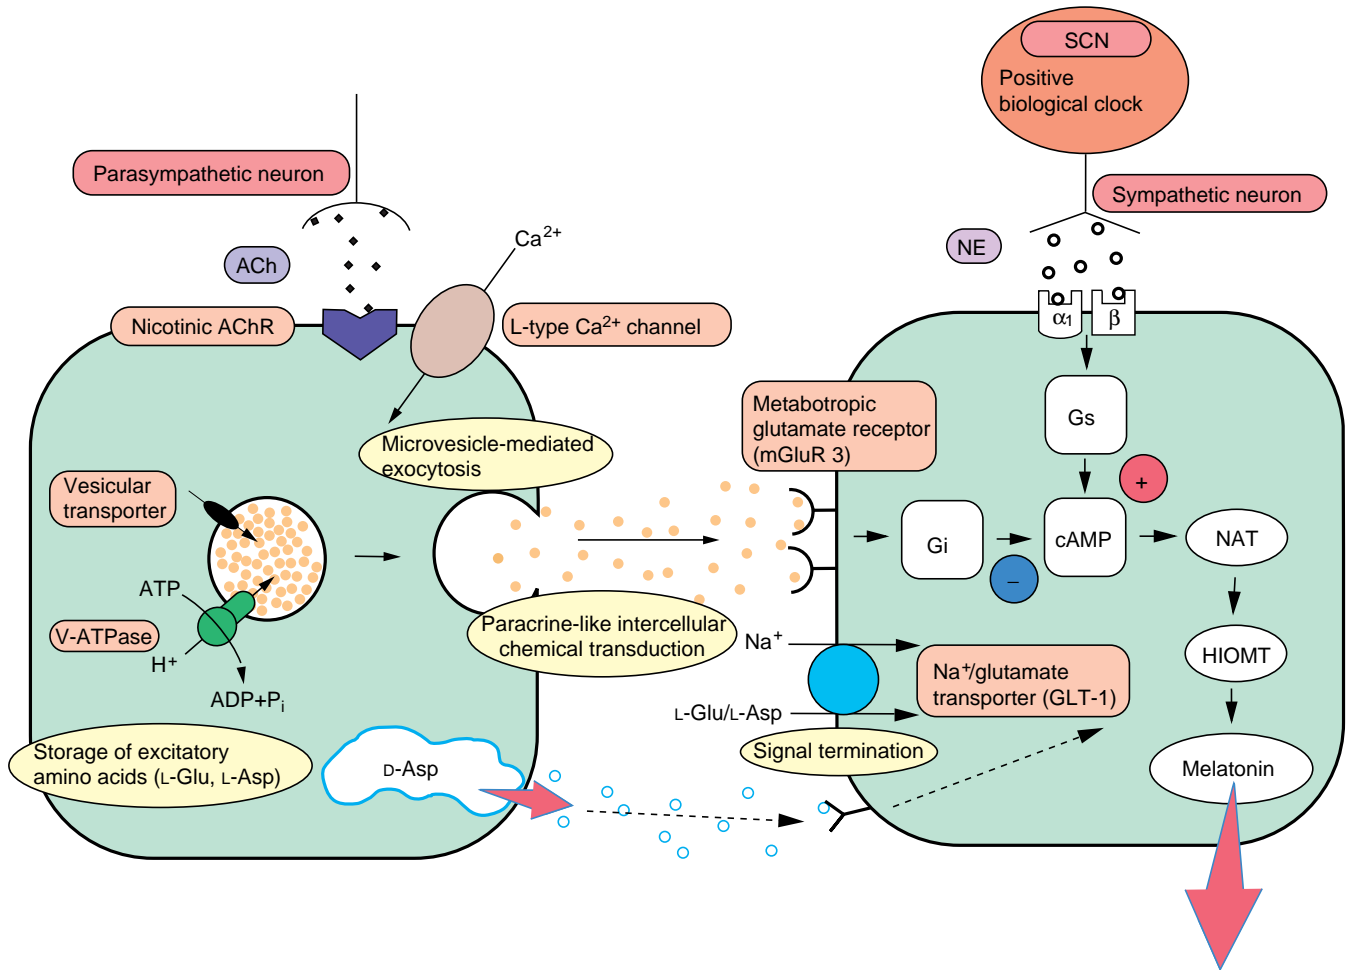 SCN
Positive
biological clock
Parasympathetic neuron
Sympathetic neuron
ACh
Ca²⁺
NE
Nicotinic AChR
L-type Ca²⁺ channel
α₁
β
Metabotropic
glutamate receptor
(mGluR 3)
Gs
Microvesicle-mediated
exocytosis
+
Vesicular
transporter
Gi
cAMP
NAT
−
ATP
V-ATPase
H⁺
ADP+Pᵢ
Paracrine-like intercellular
chemical transduction
Na⁺
HIOMT
Na⁺/glutamate
transporter (GLT-1)
L-Glu/L-Asp
Signal termination
Storage of excitatory
amino acids (L-Glu, L-Asp)
D-Asp
Melatonin